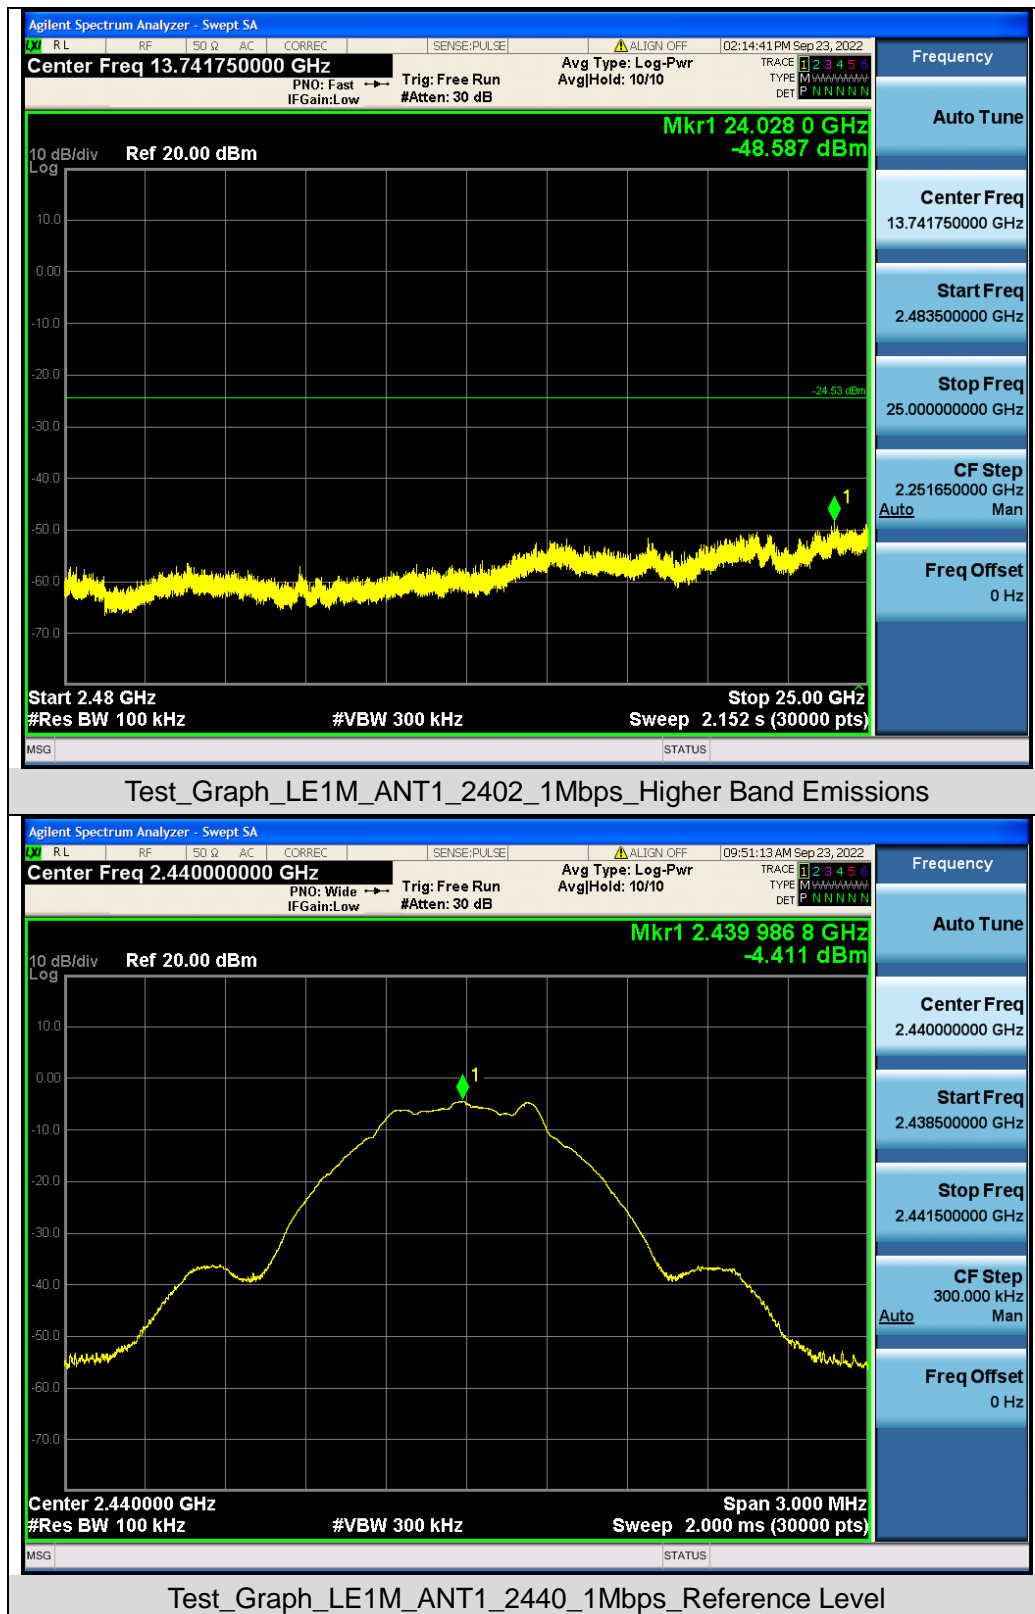 Agilent Spectrum Analyzer - Swept SA
LXI RL RF 50 Ω AC CORREC SENSE:PULSE ALIGN OFF 02:14:41 PM Sep 23, 2022
Center Freq 13.741750000 GHz
PNO: Fast
IFGain:Low
Trig: Free Run
#Atten: 30 dB
Avg Type: Log-Pwr
Avg|Hold: 10/10
TRACE 1 2 3 4 5 6
TYPE M
DET P N N N N N
Mkr1 24.028 0 GHz
-48.587 dBm
10 dB/div Ref 20.00 dBm
Log
10.0
0.00
-10.0
-20.0
-24.53 dBm
-30.0
-40.0
1
-50.0
-60.0
-70.0
Start 2.48 GHz Stop 25.00 GHz
#Res BW 100 kHz #VBW 300 kHz Sweep 2.152 s (30000 pts)
MSG STATUS
Frequency
Auto Tune
Center Freq
13.741750000 GHz
Start Freq
2.483500000 GHz
Stop Freq
25.000000000 GHz
CF Step
2.251650000 GHz
Auto Man
Freq Offset
0 Hz
Test_Graph_LE1M_ANT1_2402_1Mbps_Higher Band Emissions
Agilent Spectrum Analyzer - Swept SA
LXI RL RF 50 Ω AC CORREC SENSE:PULSE ALIGN OFF 09:51:13 AM Sep 23, 2022
Center Freq 2.440000000 GHz
PNO: Wide
IFGain:Low
Trig: Free Run
#Atten: 30 dB
Avg Type: Log-Pwr
Avg|Hold: 10/10
TRACE 1 2 3 4 5 6
TYPE M
DET P N N N N N
Mkr1 2.439 986 8 GHz
-4.411 dBm
10 dB/div Ref 20.00 dBm
Log
10.0
0.00
1
-10.0
-20.0
-30.0
-40.0
-50.0
-60.0
-70.0
Center 2.440000 GHz Span 3.000 MHz
#Res BW 100 kHz #VBW 300 kHz Sweep 2.000 ms (30000 pts)
MSG STATUS
Frequency
Auto Tune
Center Freq
2.440000000 GHz
Start Freq
2.438500000 GHz
Stop Freq
2.441500000 GHz
CF Step
300.000 kHz
Auto Man
Freq Offset
0 Hz
Test_Graph_LE1M_ANT1_2440_1Mbps_Reference Level